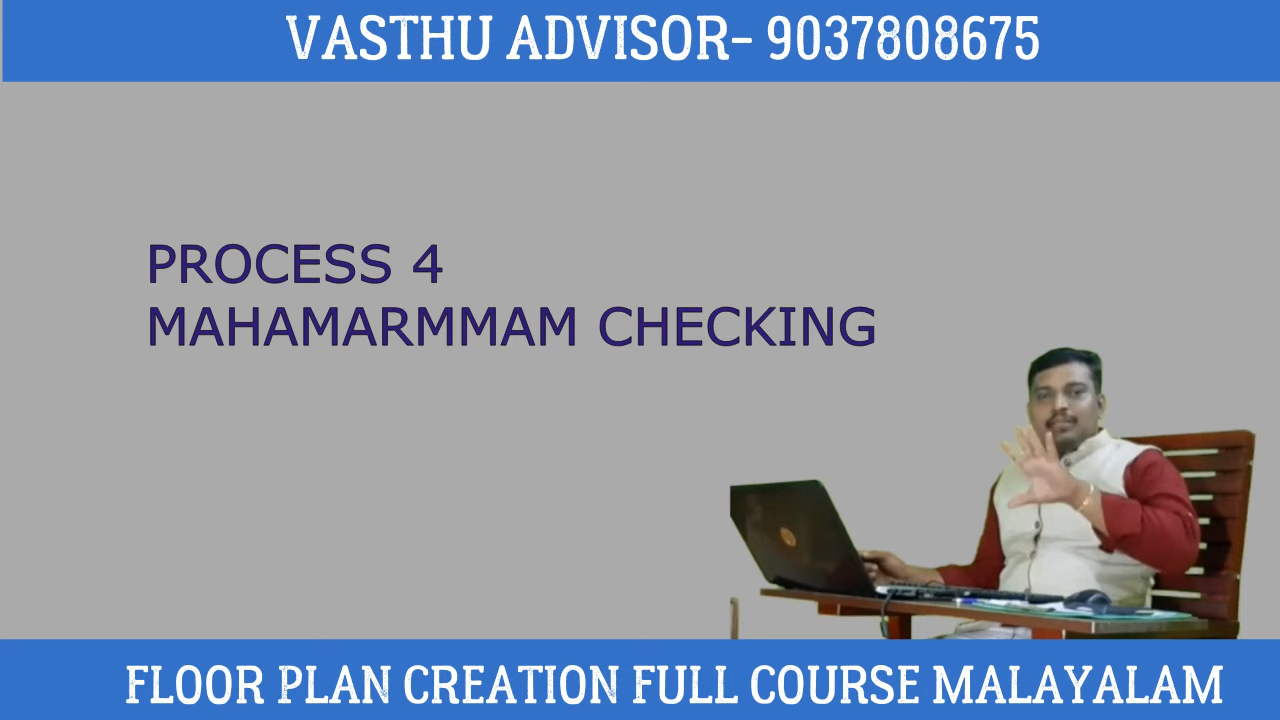 VASTHU ADVISOR- 9037808675
PROCESS 4
MAHAMARMMAM CHECKING
FLOOR PLAN CREATION FULL COURSE MALAYALAM